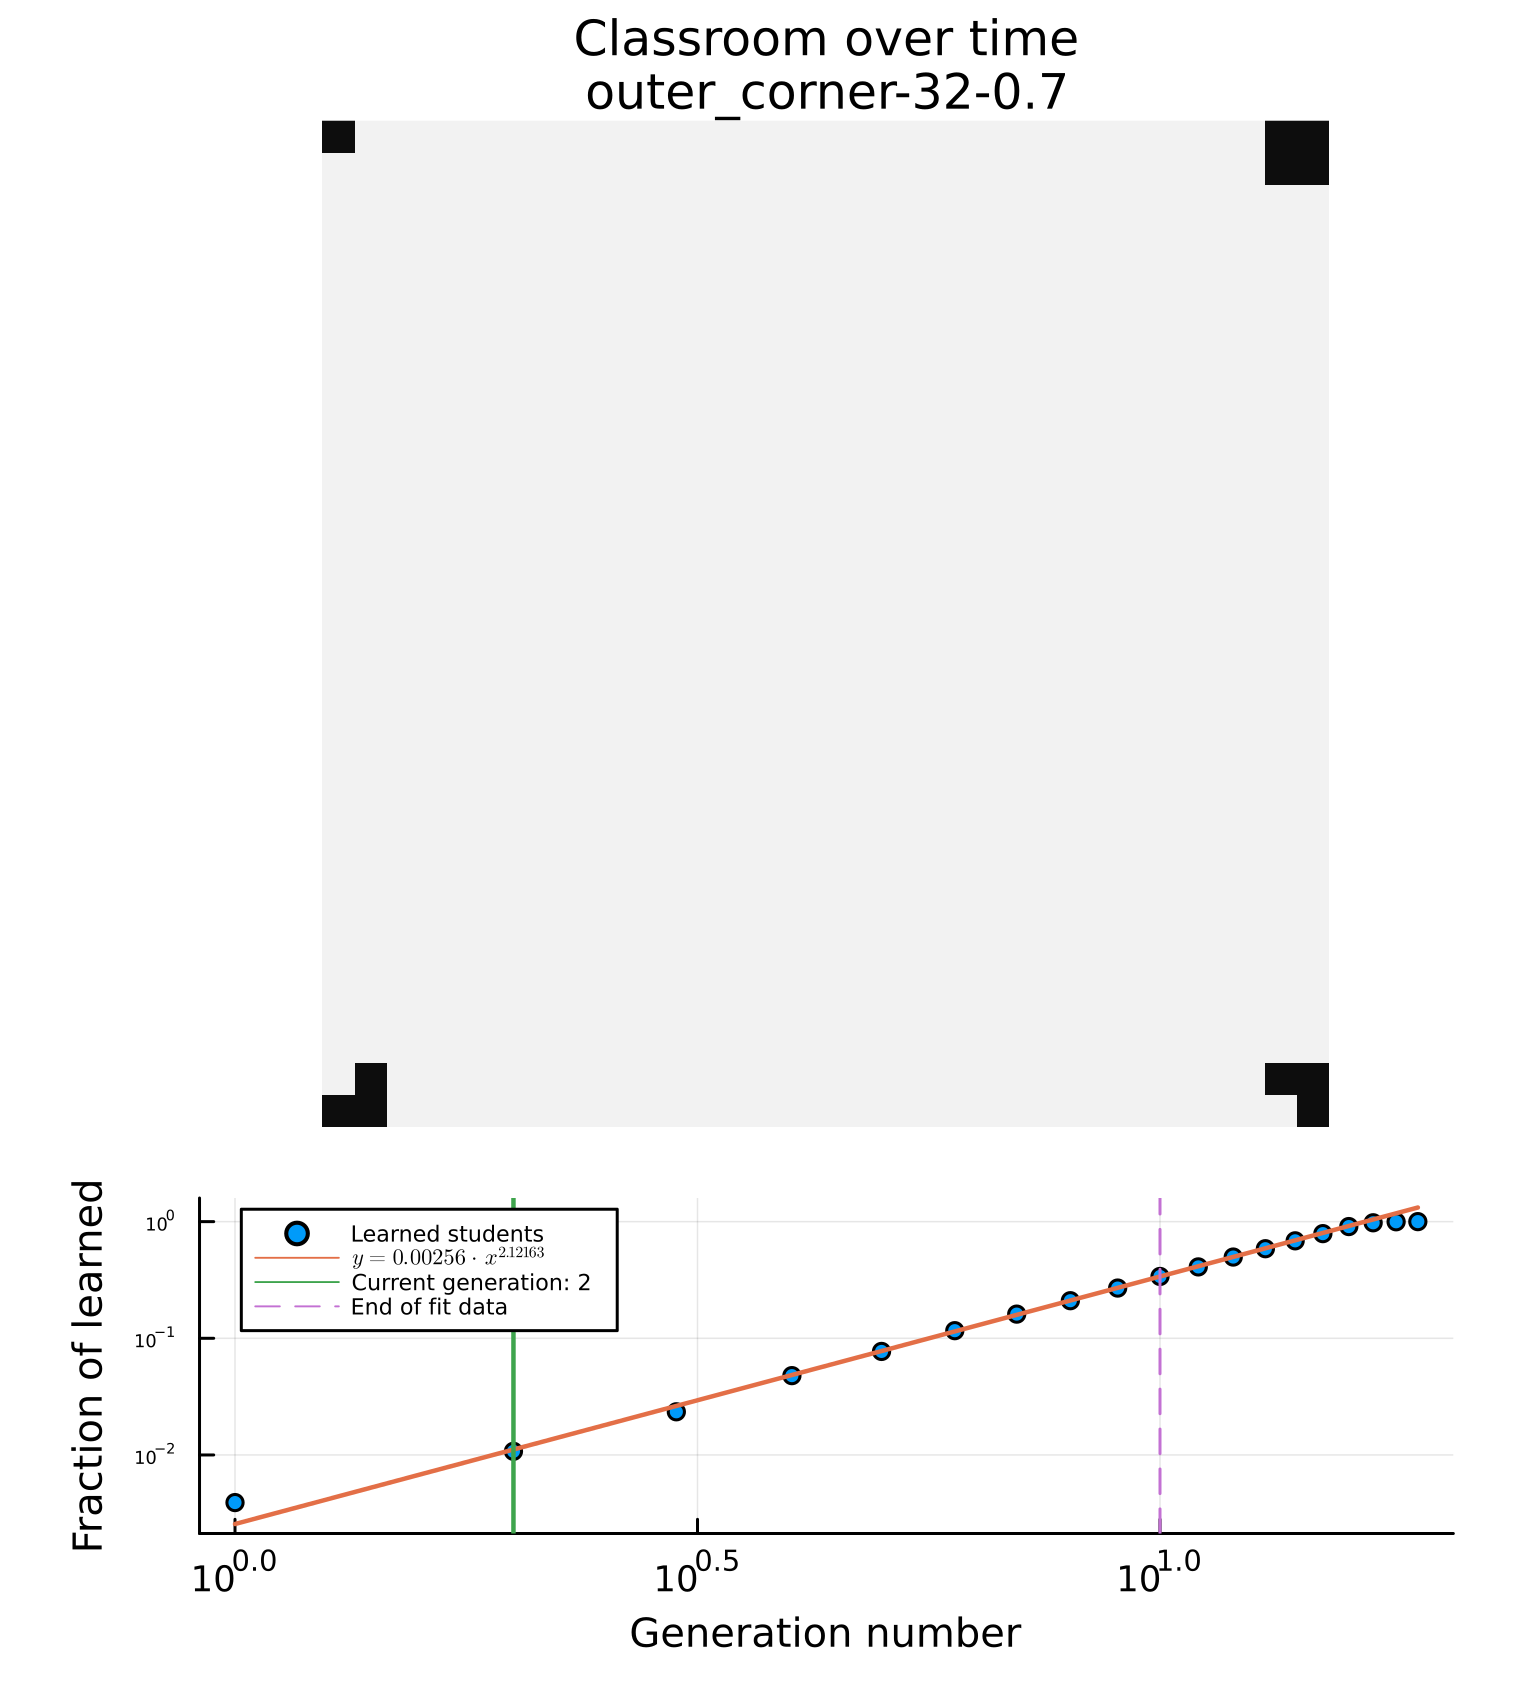 Classroom over time
outer_corner-32-0.7
Fraction of learned
10^0
10^−1
10^−2
Learned students
y = 0.00256 · x^2.12163
Current generation: 2
End of fit data
10^0.0 10^0.5 10^1.0
Generation number